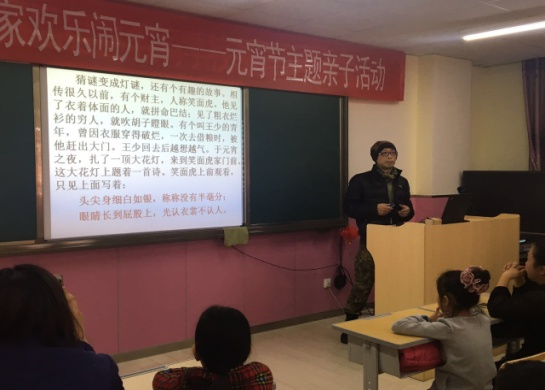 家欢乐闹元宵——元宵节主题亲子活动
猜谜变成灯谜，还有个有趣的故事。相
传很久以前，有个财主，人称笑面虎。他见
了衣着体面的人，就拼命巴结；见了粗衣烂
衫的穷人，就吹胡子瞪眼。有个叫王少的青
年，曾因衣服穿得破烂，一次去借粮时，被
他赶出大门。王少回去后越想越气，于元宵
之夜，扎了一顶大花灯，来到笑面虎家门前，
这大花灯上题着一首诗。笑面虎上前观看，
只见上面写着：
头尖身细白如银，称称没有半毫分；
眼睛长到屁股上，光认衣裳不认人。